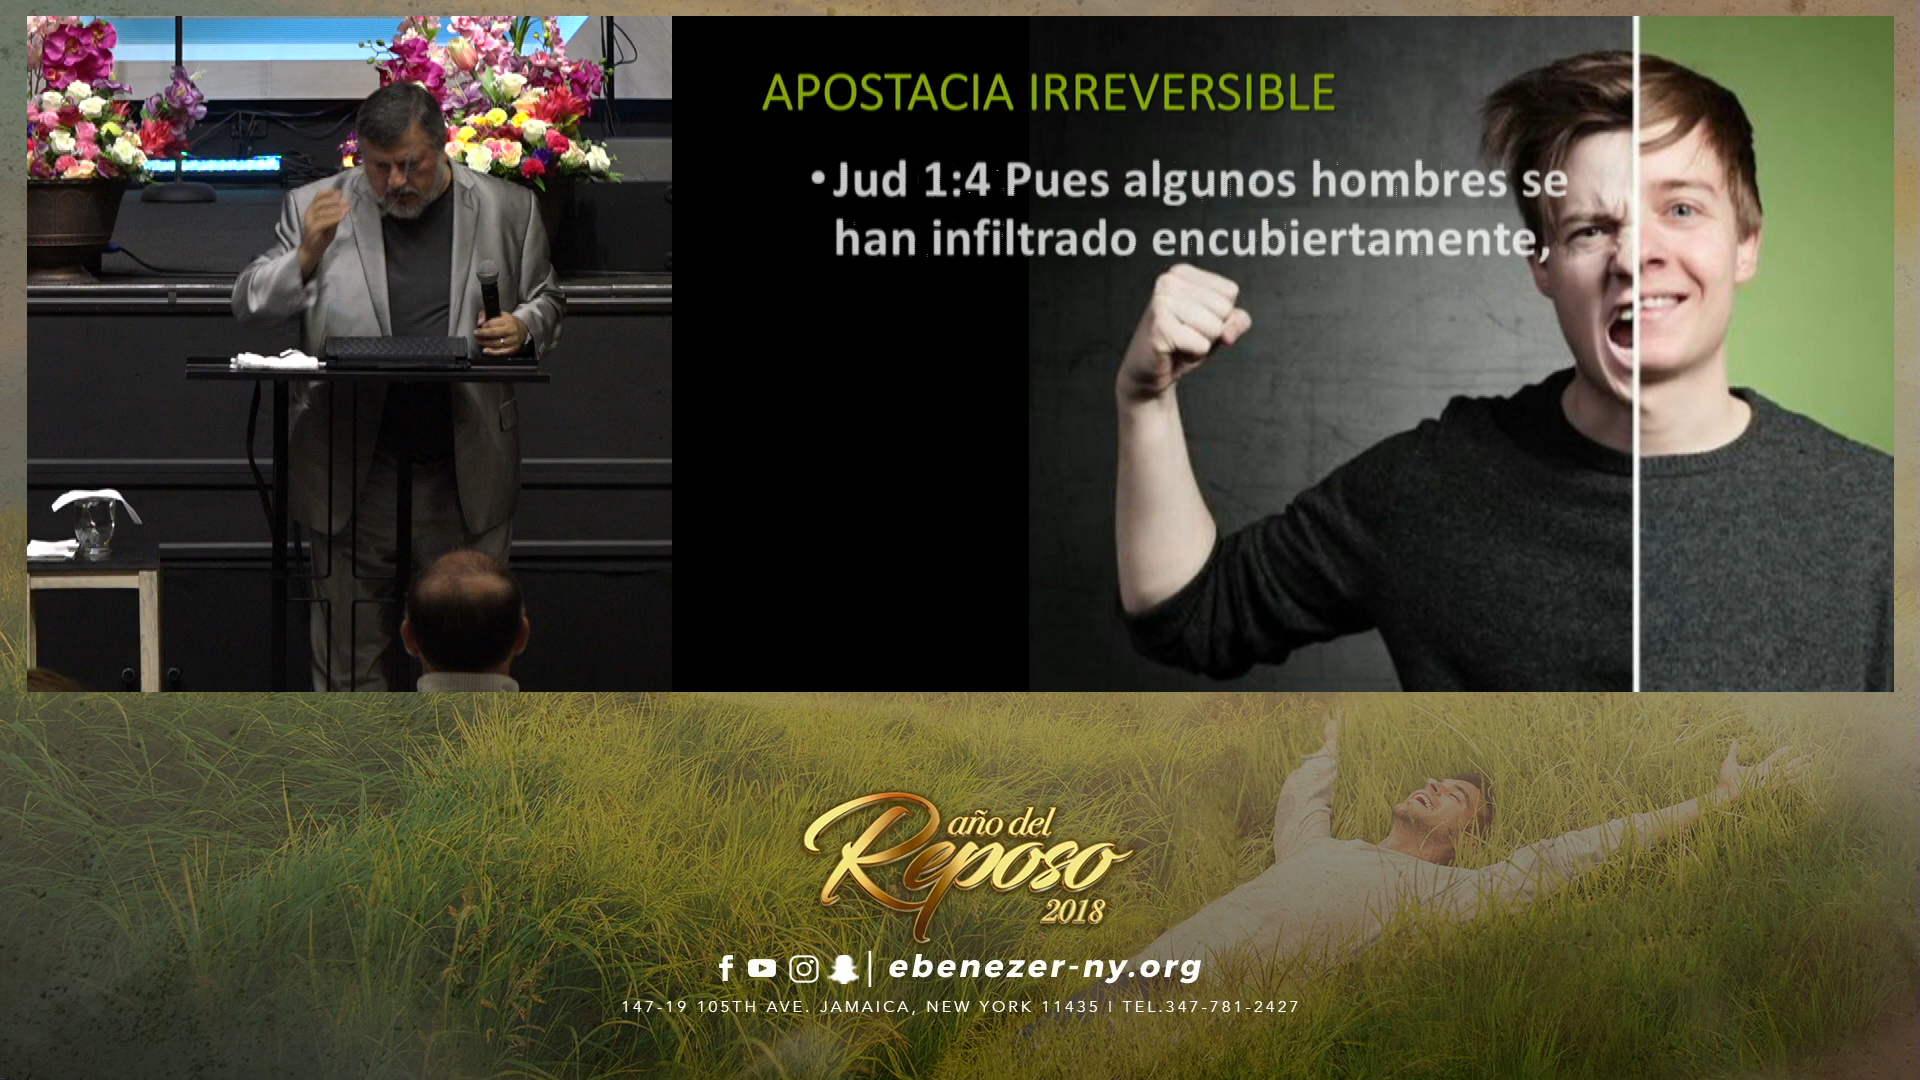 APOSTACIA IRREVERSIBLE
•Jud 1:4 Pues algunos hombres se
han infiltrado encubiertamente,
año del
Reposo
2018
ebenezer-ny.org
147-19 105TH AVE. JAMAICA, NEW YORK 11435 | TEL.347-781-2427